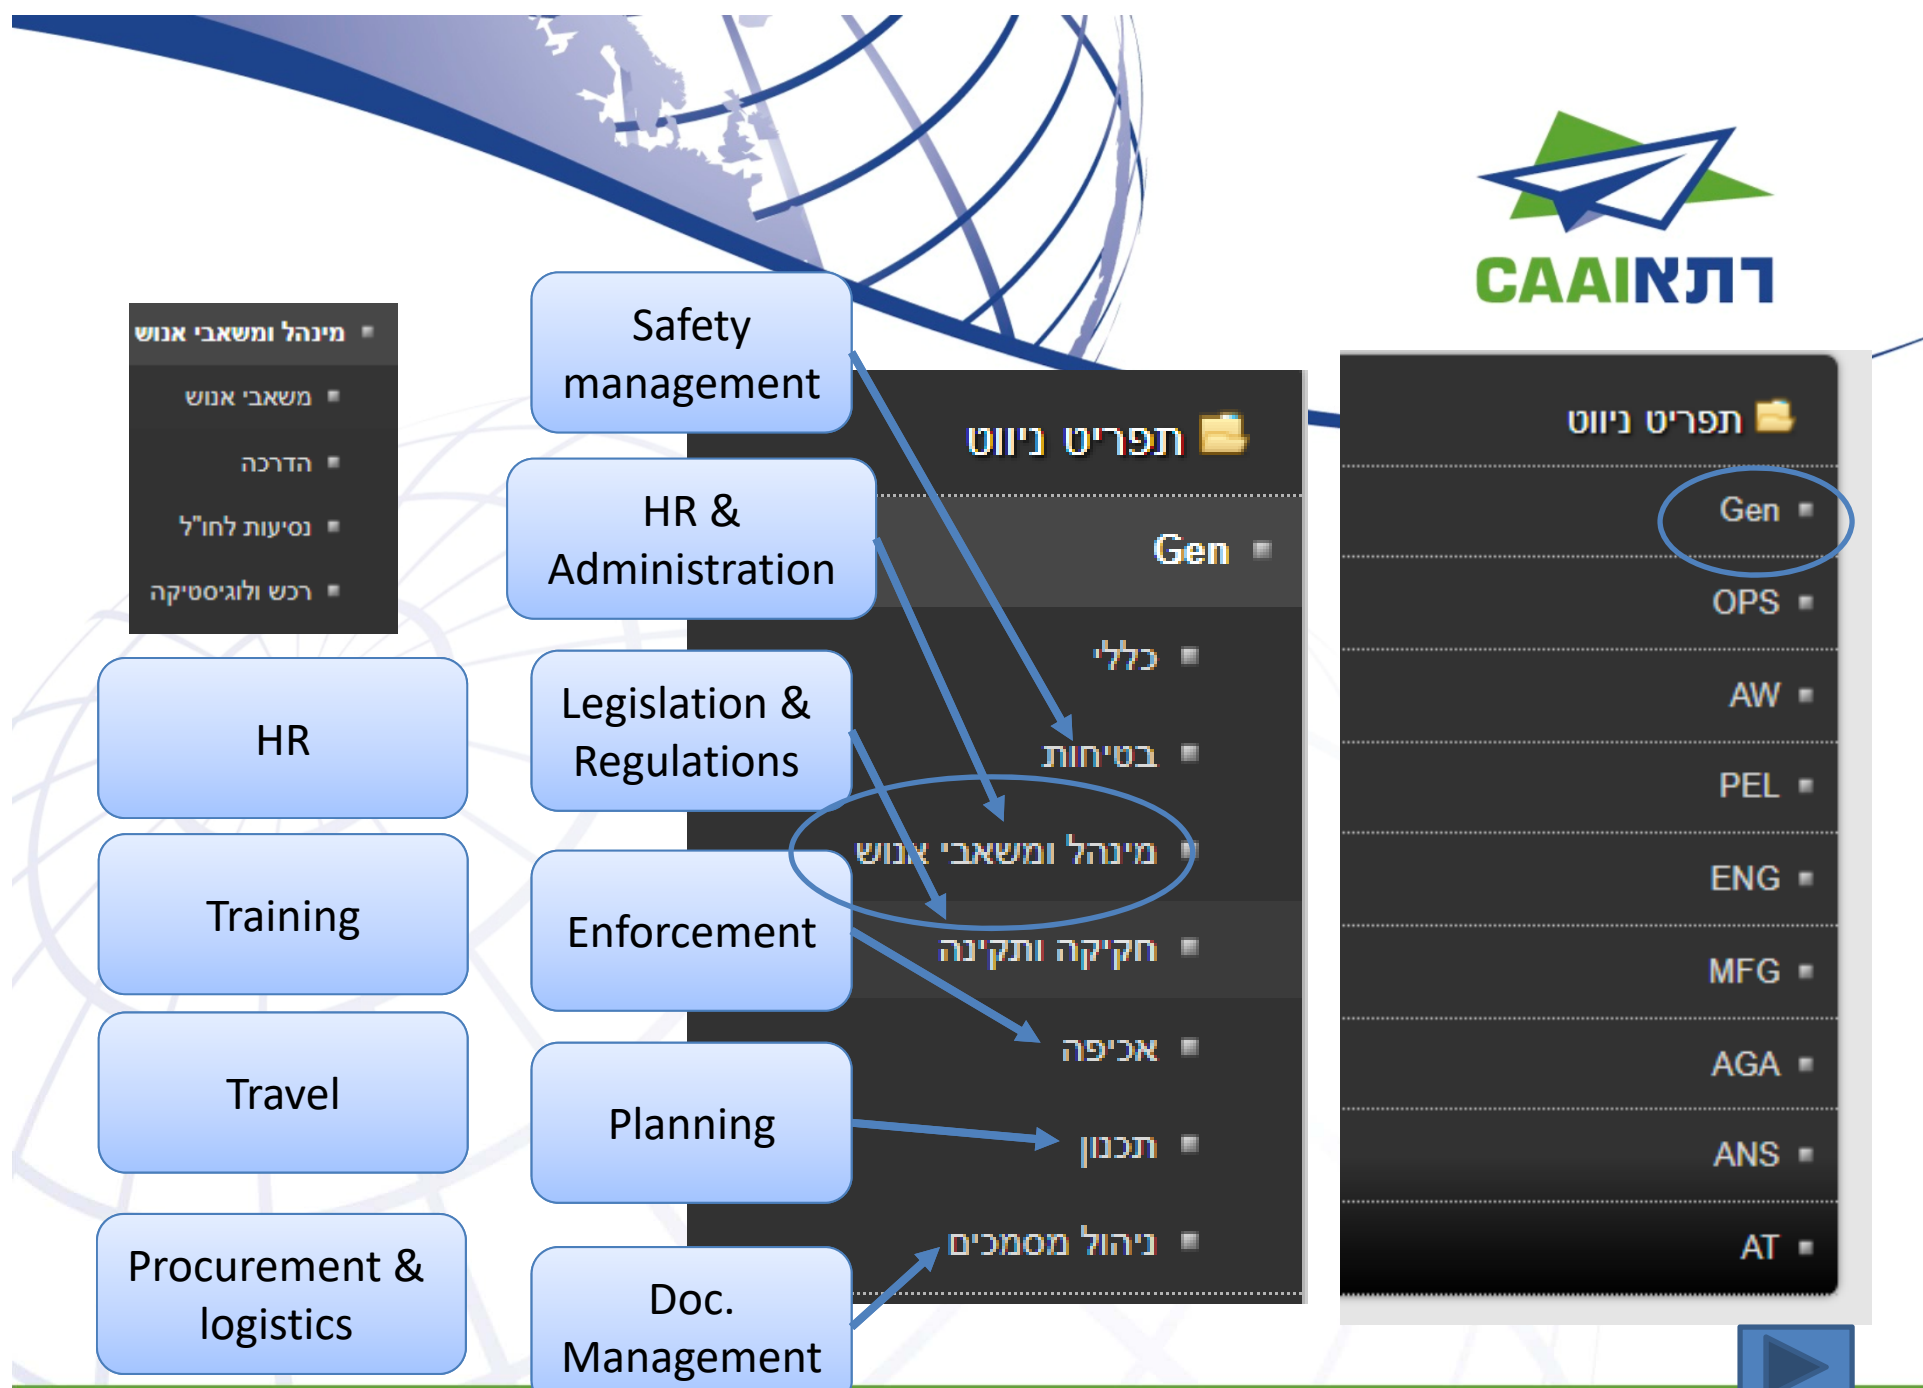 CAAI רתא
מינהל ומשאבי אנוש
משאבי אנוש
הדרכה
נסיעות לחו"ל
רכש ולוגיסטיקה
HR
Training
Travel
Procurement &
logistics
Safety
management
HR &
Administration
Legislation &
Regulations
Enforcement
Planning
Doc.
Management
תפריט ניווט
Gen
כללי
בטיחות
מינהל ומשאבי אנוש
חקיקה ותקינה
אכיפה
תכנון
ניהול מסמכים
תפריט ניווט
Gen
OPS
AW
PEL
ENG
MFG
AGA
ANS
AT